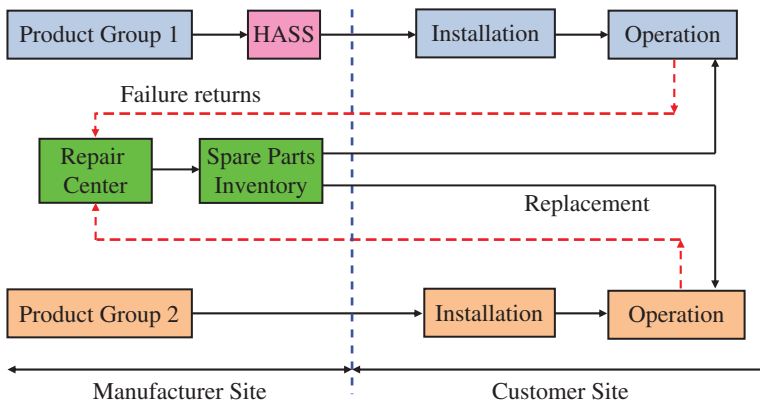 Product Group 1
HASS
Installation
Operation
Failure returns
Repair
Center
Spare Parts
Inventory
Replacement
Product Group 2
Installation
Operation
Manufacturer Site
Customer Site